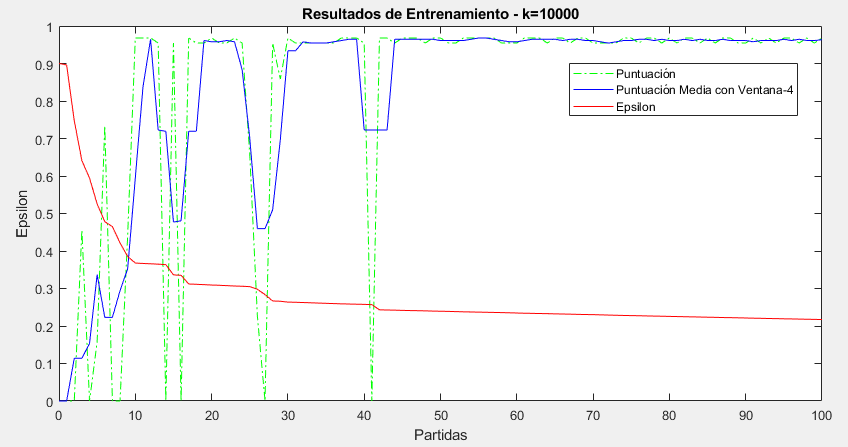 Resultados de Entrenamiento - k=10000
1
0.9
0.8
0.7
0.6
0.5
0.4
0.3
0.2
0.1
0
Epsilon
Puntuación
Puntuación Media con Ventana-4
Epsilon
0 10 20 30 40 50 60 70 80 90 100
Partidas